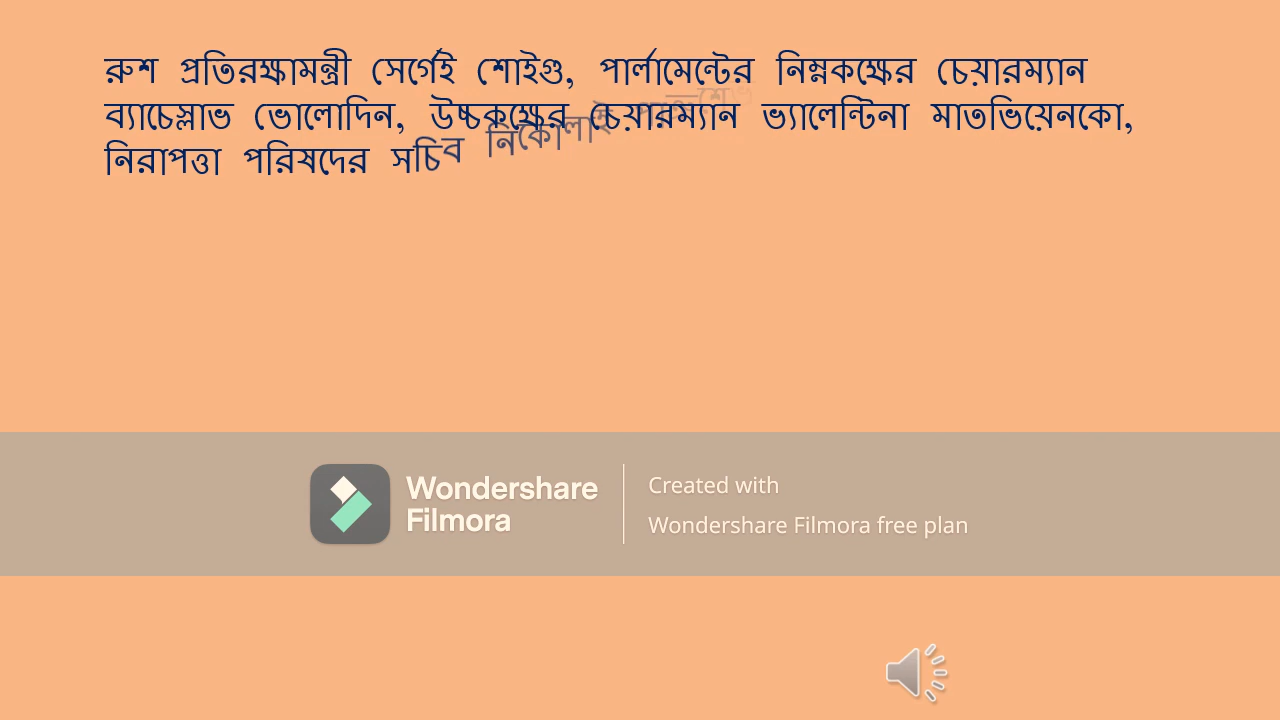 রুশ প্রতিরক্ষামন্ত্রী সের্গেই শোইগু, পার্লামেন্টের নিম্নকক্ষের চেয়ারম্যান
ব্যাচেস্লাভ ভোলোদিন, উচ্চকক্ষের চেয়ারম্যান ভ্যালেন্টিনা মাতভিয়েনকো,
নিরাপত্তা পরিষদের সচিব নিকোলাই
Wondershare
Filmora
Created with
Wondershare Filmora free plan